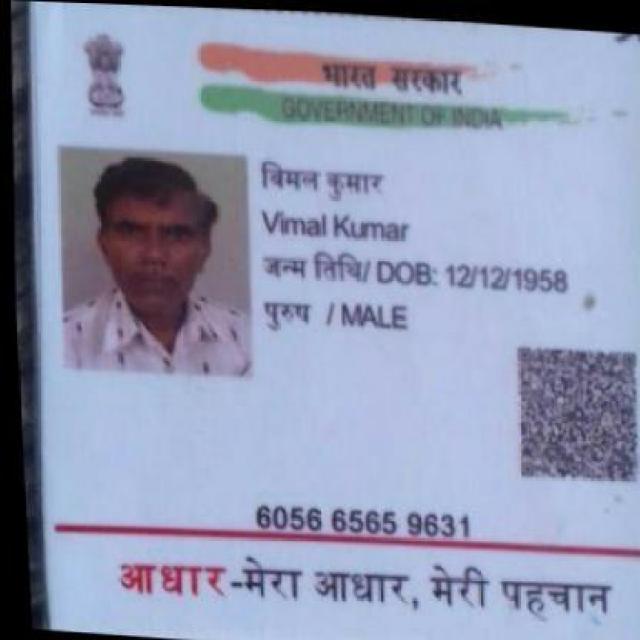 भारत सरकार
GOVERNMENT OF INDIA
विमल कुमार
Vimal Kumar
जन्म तिथि/ DOB: 12/12/1958
पुरुष / MALE
6056 6565 9631
आधार-मेरा आधार, मेरी पहचान